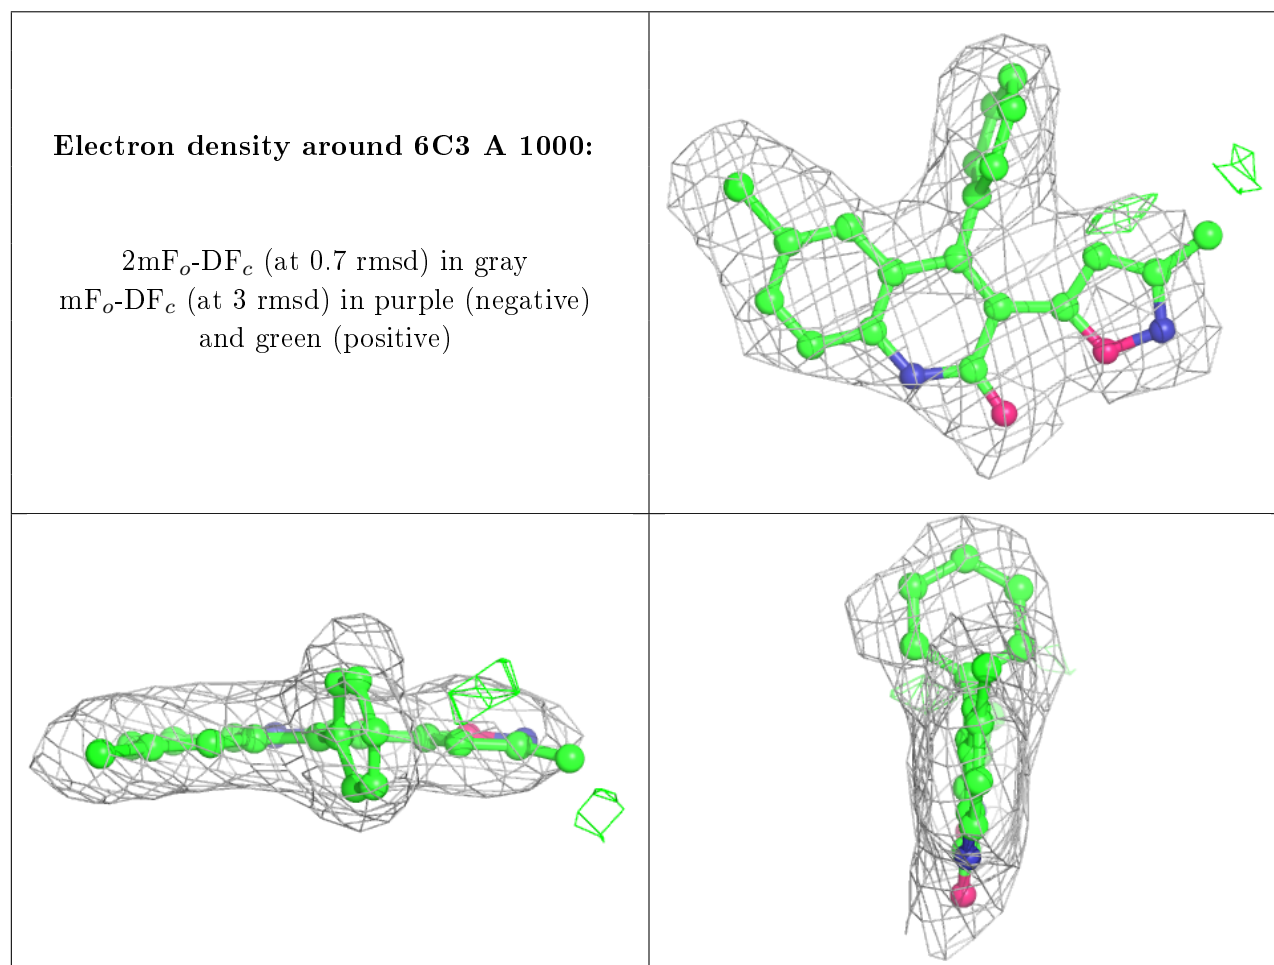 Electron density around 6C3 A 1000:
2mFₒ-DF𝒸 (at 0.7 rmsd) in gray
mFₒ-DF𝒸 (at 3 rmsd) in purple (negative)
and green (positive)